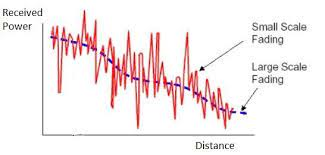 Received
Power
Small Scale
Fading
Large Scale
Fading
Distance